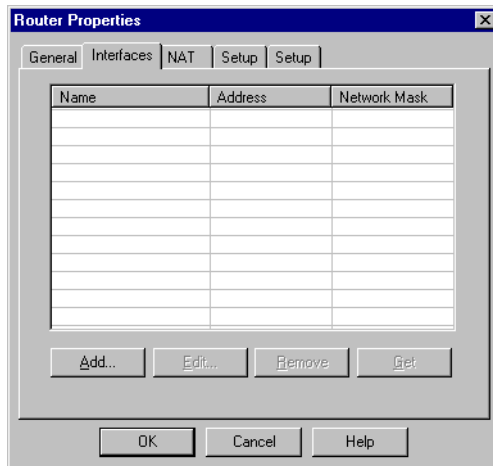 Router Properties
General Interfaces NAT Setup Setup
Name Address Network Mask
Add... Edit... Remove Get
OK Cancel Help